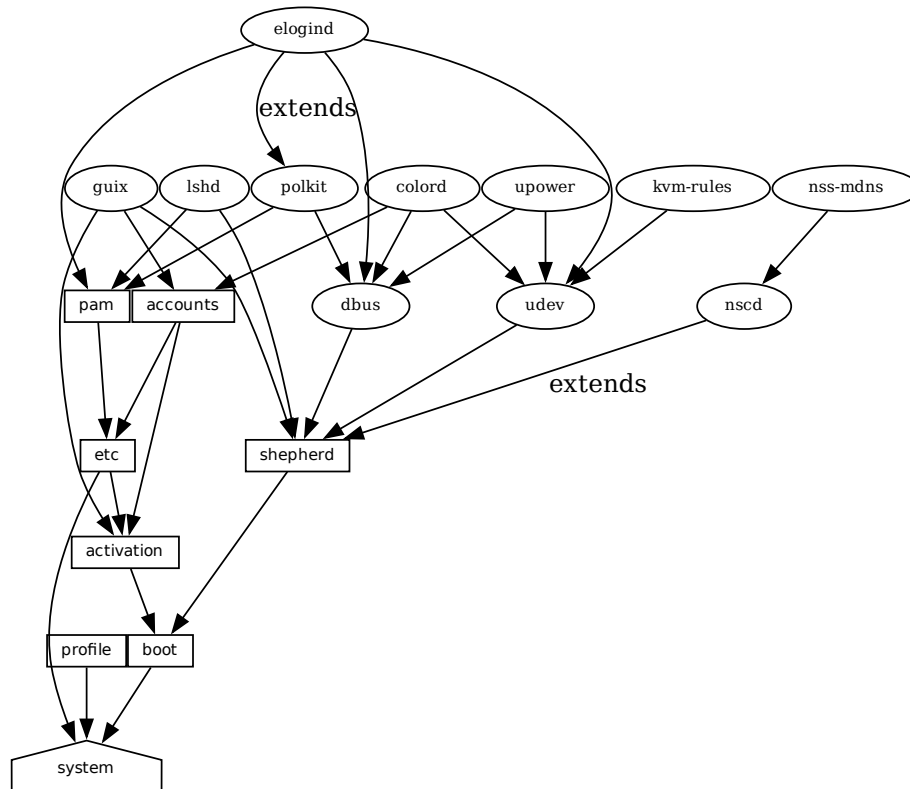 elogind
extends
guix
lshd
polkit
colord
upower
kvm-rules
nss-mdns
pam
accounts
dbus
udev
nscd
extends
etc
shepherd
activation
profile
boot
system